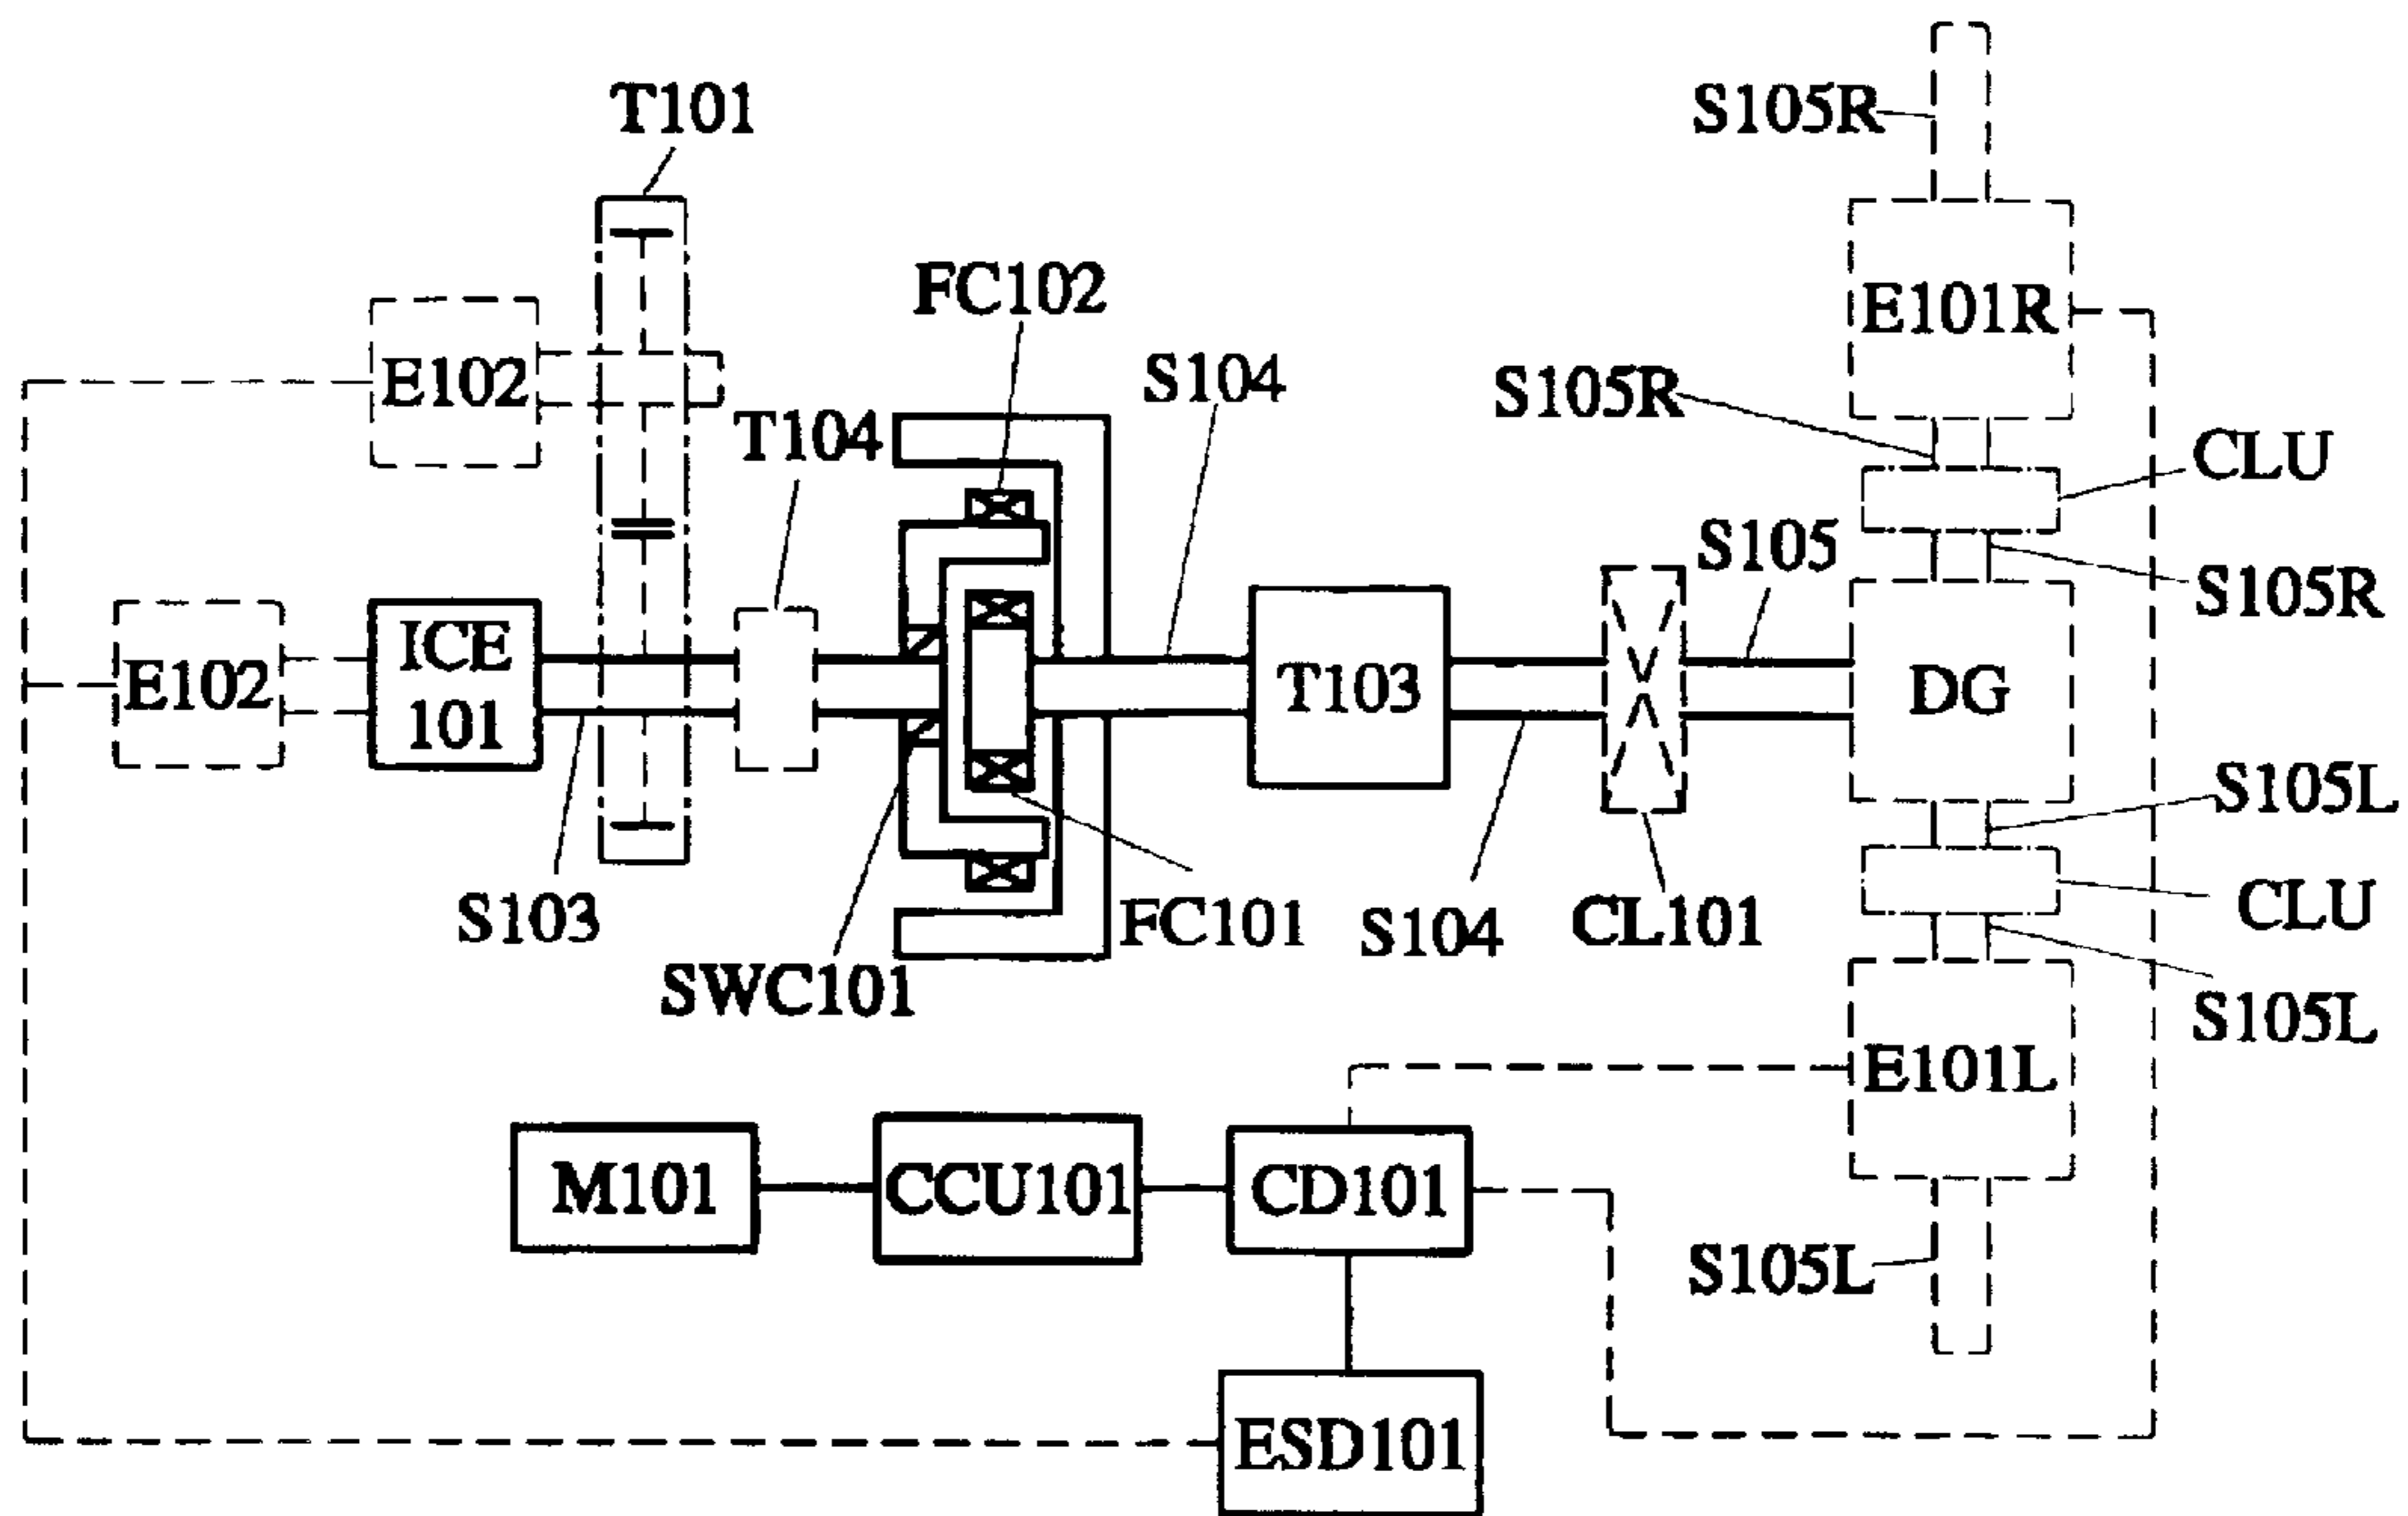 T101
S105R
FC102
E101R
E102
S104
S105R
T104
CLU
S105
S105R
ICE
101
E102
T103
DG
S105L
S103
FC101
S104
CL101
CLU
SWC101
S105L
E101L
M101
CCU101
CD101
S105L
ESD101